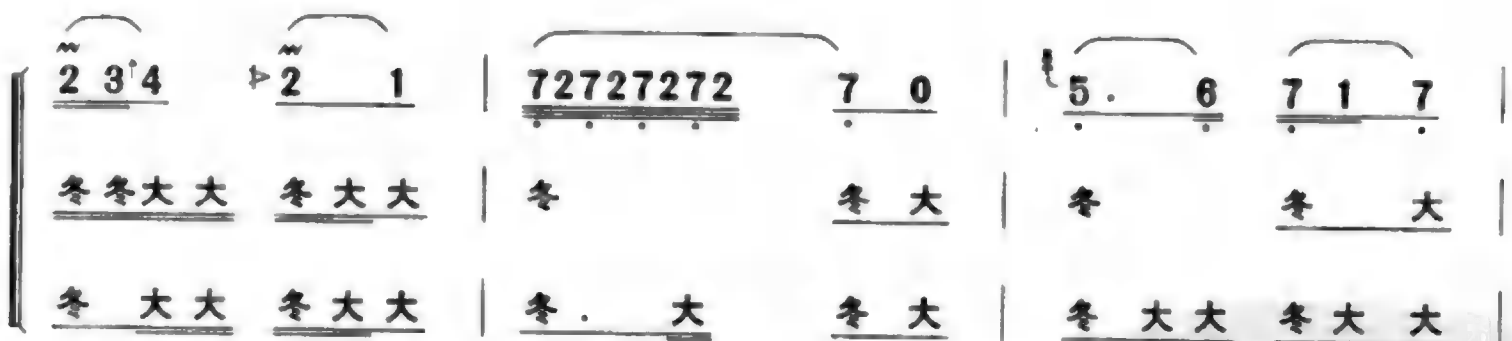 2 3 4 2 1 | 72727272 7 0 | 5 . 6 7 1 7 |
冬冬大大 冬大大 | 冬 冬大 | 冬 冬 大 |
冬 大大 冬大大 | 冬 . 大 冬大 | 冬 大大 冬大 大 |